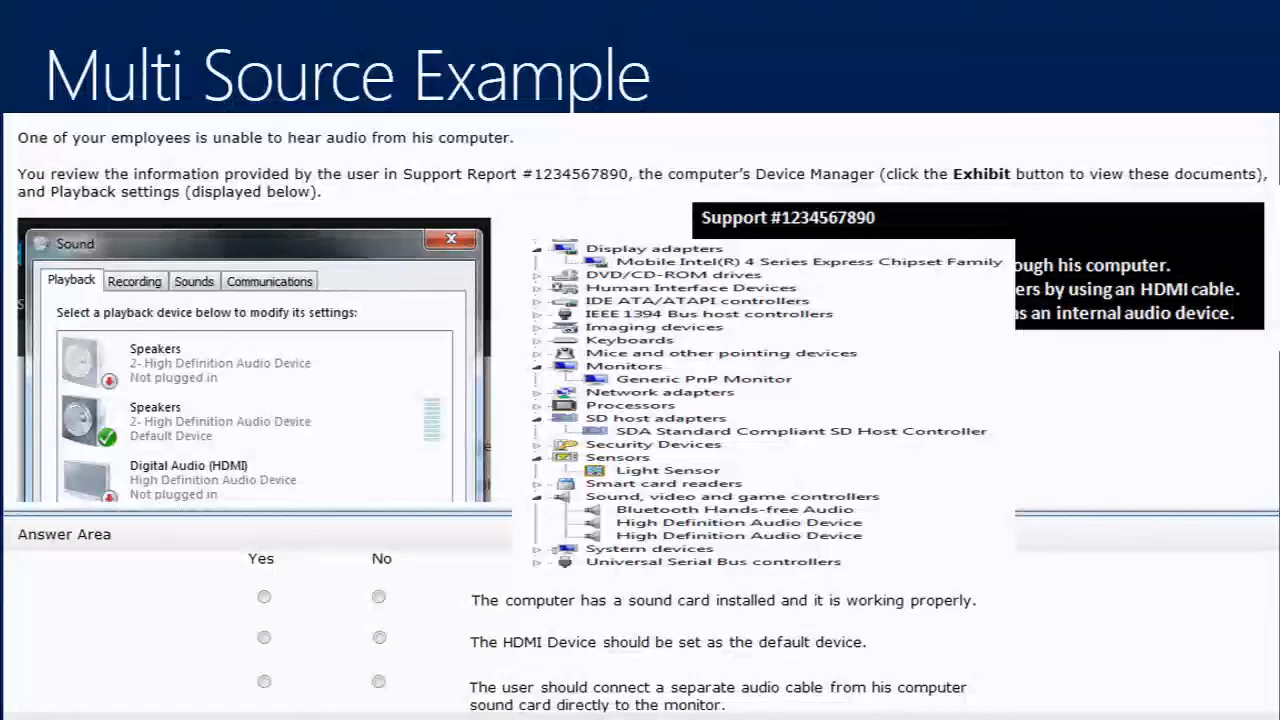 Multi Source Example
One of your employees is unable to hear audio from his computer.
You review the information provided by the user in Support Report #1234567890, the computer's Device Manager (click the Exhibit button to view these documents),
and Playback settings (displayed below).
Sound
Playback
Recording
Sounds
Communications
Select a playback device below to modify its settings:
Speakers
2- High Definition Audio Device
Not plugged in
Speakers
2- High Definition Audio Device
Default Device
Digital Audio (HDMI)
High Definition Audio Device
Not plugged in
Display adapters
Mobile Intel(R) 4 Series Express Chipset Family
DVD/CD-ROM drives
Human Interface Devices
IDE ATA/ATAPI controllers
IEEE 1394 Bus host controllers
Imaging devices
Keyboards
Mice and other pointing devices
Monitors
Generic PnP Monitor
Network adapters
Processors
SD host adapters
SDA Standard Compliant SD Host Controller
Security Devices
Sensors
Light Sensor
Smart card readers
Sound, video and game controllers
Bluetooth Hands-free Audio
High Definition Audio Device
High Definition Audio Device
System devices
Universal Serial Bus controllers
Support #1234567890
his computer.
by using an HDMI cable.
an internal audio device.
Answer Area
Yes
No
The computer has a sound card installed and it is working properly.
The HDMI Device should be set as the default device.
The user should connect a separate audio cable from his computer
sound card directly to the monitor.